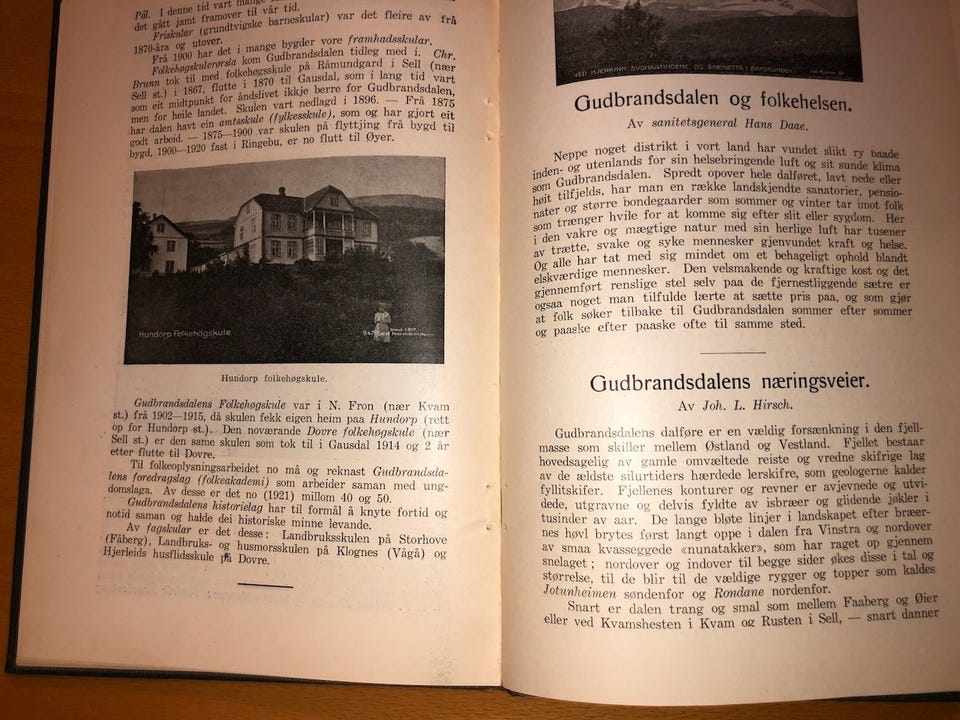 Pål. I denne tid vart mange
det gått jamt framover til vår tid.
Friskular (grundtvigske barneskular) var det fleire av frå
1870-åra og utover.
Frå 1900 har det i mange bygder vore framhadsskular.
Folkehøgskulerørsla kom Gudbrandsdalen tidleg med i. Chr.
Brunn tok til med folkehøgskule på Råmundgard i Sell (nær
Sell st.) i 1867, flutte i 1870 til Gausdal, som i lang tid vart
som eit midtpunkt for åndslivet ikkje berre for Gudbrandsdalen,
men for heile landet. Skulen vart nedlagd i 1896. — Frå 1875
har dalen havt ein amtsskule (fylkesskule), som og har gjort eit
godt arbeid. — 1875—1900 var skulen på flyttjing frå bygd til
bygd, 1900—1920 fast i Ringebu, er no flutt til Øyer.
Hundorp Folkehögskule.
Hundorp folkehøgskule.
Gudbrandsdalens Folkehøgskule var i N. Fron (nær Kvam
st.) frå 1902—1915, då skulen fekk eigen heim paa Hundorp (rett
op for Hundorp st.). Den noværande Dovre folkehøgskule (nær
Sell st.) er den same skulen som tok til i Gausdal 1914 og 2 år
etter flutte til Dovre.
Til folkeoplysningsarbeidet no må og reknast Gudbrandsda-
lens foredragslag (folkeakademi) som arbeider saman med ung-
domslaga. Av desse er det no (1921) millom 40 og 50.
Gudbrandsdalens historielag har til formål å knyte fortid og
notid saman og halde dei historiske minne levande.
Av fagskular er det desse: Landbruksskulen på Storhove
(Fåberg), Landbruks- og husmorsskulen på Klognes (Vågå) og
Hjerleids husflidsskule på Dovre.
VED HJERKINN, SVONAATINDENE OG SNEHETTA I BAKGRUNDEN
Gudbrandsdalen og folkehelsen.
Av sanitetsgeneral Hans Daae.
Neppe noget distrikt i vort land har vundet slikt ry baade
inden- og utenlands for sin helsebringende luft og sit sunde klima
som Gudbrandsdalen. Spredt opover hele dalføret, lavt nede eller
høit tilfjelds, har man en række landskjendte sanatorier, pensio-
nater og større bondegaarder som sommer og vinter tar imot folk
som trænger hvile for at komme sig efter slit eller sygdom. Her
i den vakre og mægtige natur med sin herlige luft har tusener
av trætte, svake og syke mennesker gjenvundet kraft og helse.
Og alle har tat med sig mindet om et behagelig ophold blandt
elskværdige mennesker. Den velsmakende og kraftige kost og det
gjennemført renslige stel selv paa de fjernestliggende sætre er
ogsaa noget man tilfulde lærte at sætte pris paa, og som gjør
at folk søker tilbake til Gudbrandsdalen sommer efter sommer
og paaske efter paaske ofte til samme sted.
Gudbrandsdalens næringsveier.
Av Joh. L. Hirsch.
Gudbrandsdalens dalføre er en vældig forsænkning i den fjell-
masse som skiller mellem Østland og Vestland. Fjellet bestaar
hovedsagelig av gamle omvæltede reiste og vredne skifrige lag
av de ældste silurtiders hærdede lerskifre, som geologerne kalder
fyllitskifer. Fjellenes konturer og revner er avjevnede og utvi-
dede, utgravne og delvis fyldte av isbræer og glidende jøkler i
tusinder av aar. De lange bløte linjer i landskapet efter bræer-
nes høvl brytes først langt oppe i dalen fra Vinstra og nordover
av smaa kvasseggede «nunatakker», som har raget op gjennem
snelaget; nordover og indover til begge sider økes disse i tal og
størrelse, til de blir til de vældige rygger og topper som kaldes
Jotunheimen søndenfor og Rondane nordenfor.
Snart er dalen trang og smal som mellem Faaberg og Øier
eller ved Kvamshesten i Kvam og Rusten i Sell, — snart danner